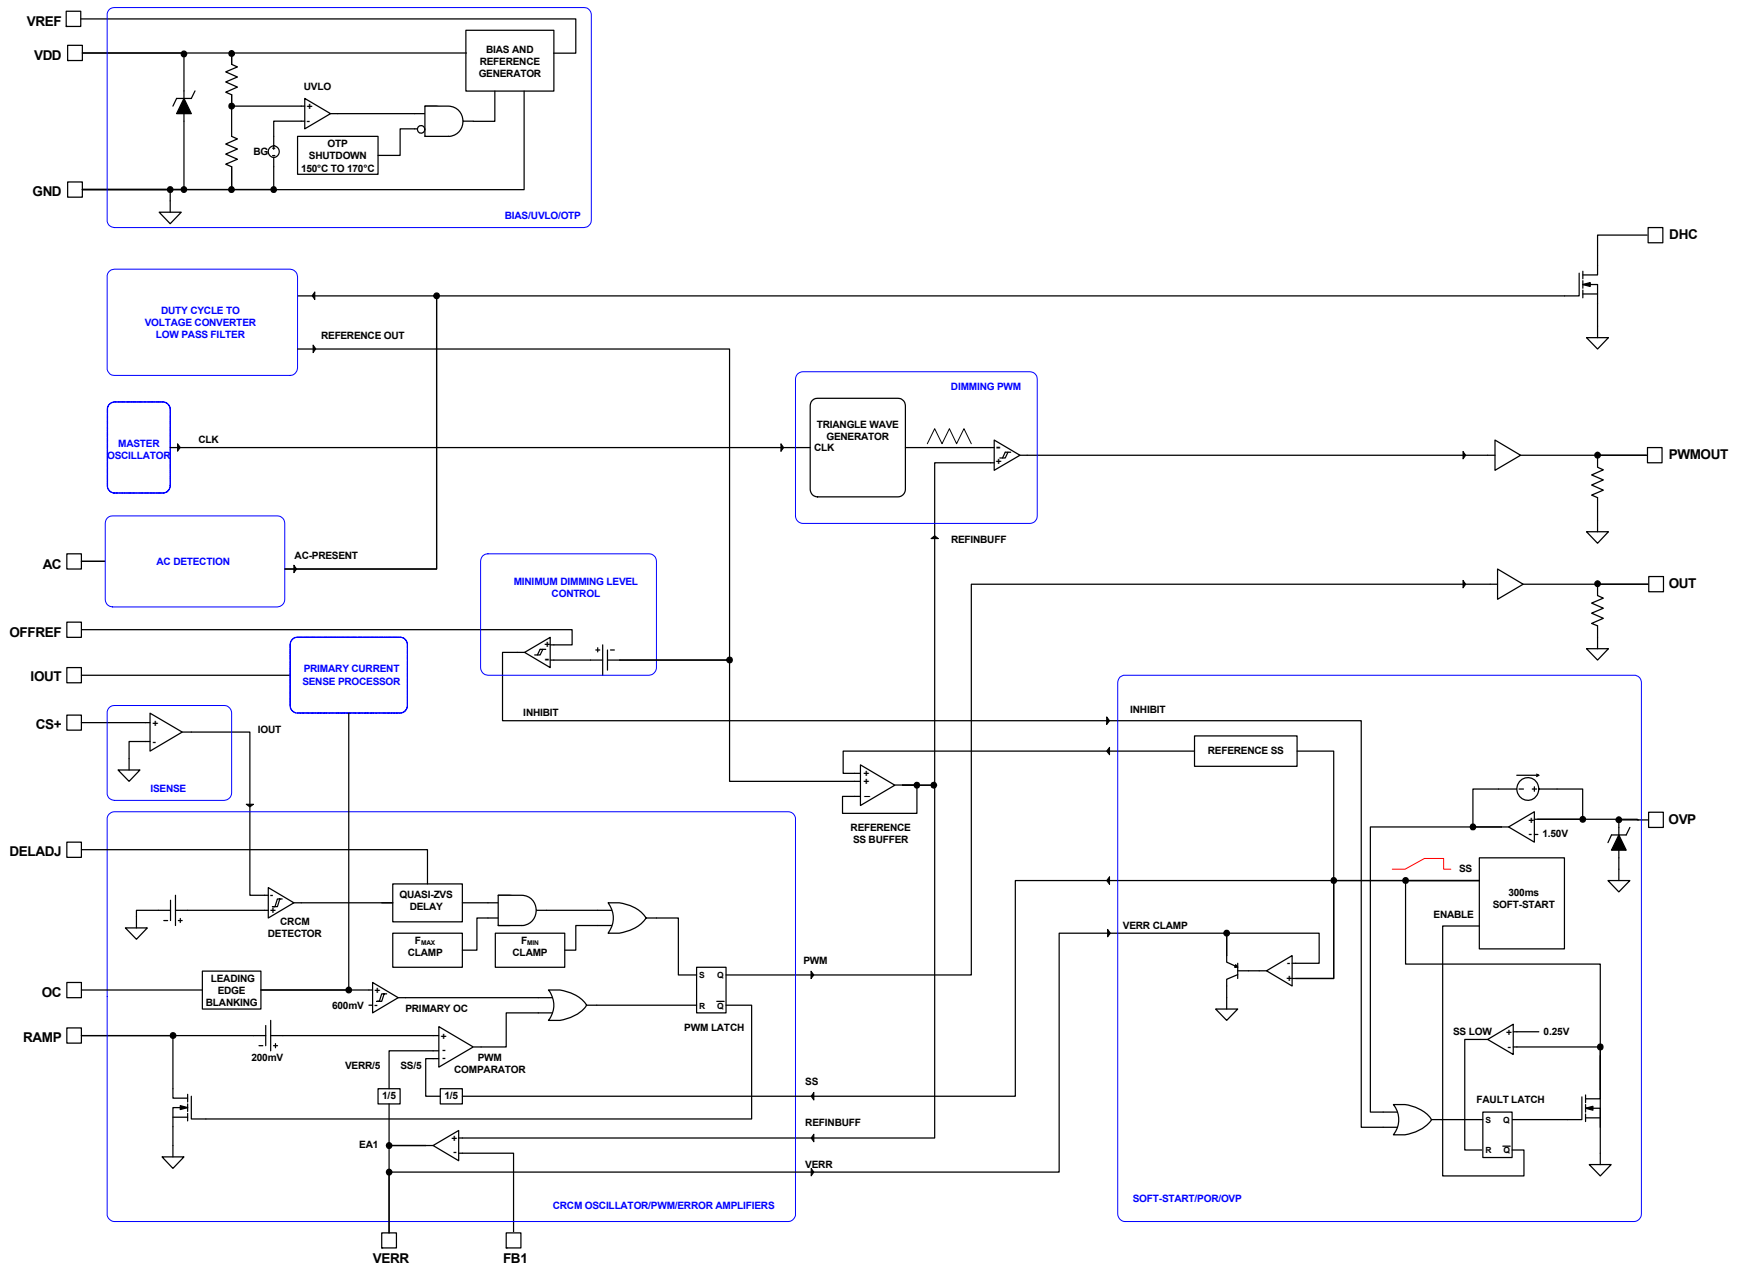 VREF
VDD
BIAS AND
REFERENCE
GENERATOR
UVLO
+
-
BG
OTP
SHUTDOWN
150°C TO 170°C
GND
BIAS/UVLO/OTP
DHC
DUTY CYCLE TO
VOLTAGE CONVERTER
LOW PASS FILTER
REFERENCE OUT
DIMMING PWM
TRIANGLE WAVE
GENERATOR
CLK
MASTER
OSCILLATOR
CLK
-
+
PWMOUT
REFINBUFF
AC
AC DETECTION
AC-PRESENT
MINIMUM DIMMING LEVEL
CONTROL
OUT
OFFREF
+
-
+ -
IOUT
PRIMARY CURRENT
SENSE PROCESSOR
CS+
+
-
IOUT
ISENSE
INHIBIT
INHIBIT
REFERENCE SS
+
+
-
REFERENCE
SS BUFFER
- +
+
-
1.50V
OVP
DELADJ
SS
300ms
SOFT-START
ENABLE
QUASI-ZVS
DELAY
-
+
- +
CRCM
DETECTOR
FMAX
CLAMP
FMIN
CLAMP
VERR CLAMP
-
+
OC
LEADING
EDGE
BLANKING
+
-
600mV
PRIMARY OC
S Q
R Q
PWM LATCH
PWM
RAMP
- +
200mV
+
-
-
PWM
COMPARATOR
VERR/5
SS/5
SS LOW
+
-
0.25V
1/5
1/5
SS
FAULT LATCH
S Q
R Q
REFINBUFF
EA1
+
-
VERR
CRCM OSCILLATOR/PWM/ERROR AMPLIFIERS
SOFT-START/POR/OVP
VERR
FB1